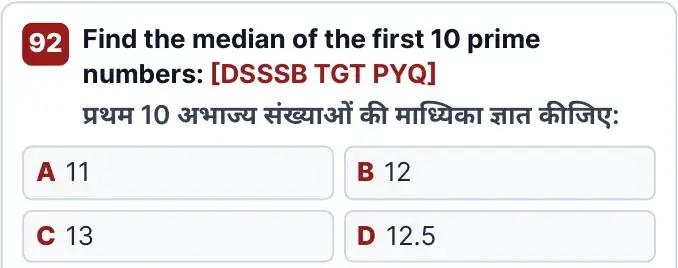 92 Find the median of the first 10 prime
numbers: [DSSSB TGT PYQ]
प्रथम 10 अभाज्य संख्याओं की माध्यिका ज्ञात कीजिए:
A 11 B 12
C 13 D 12.5